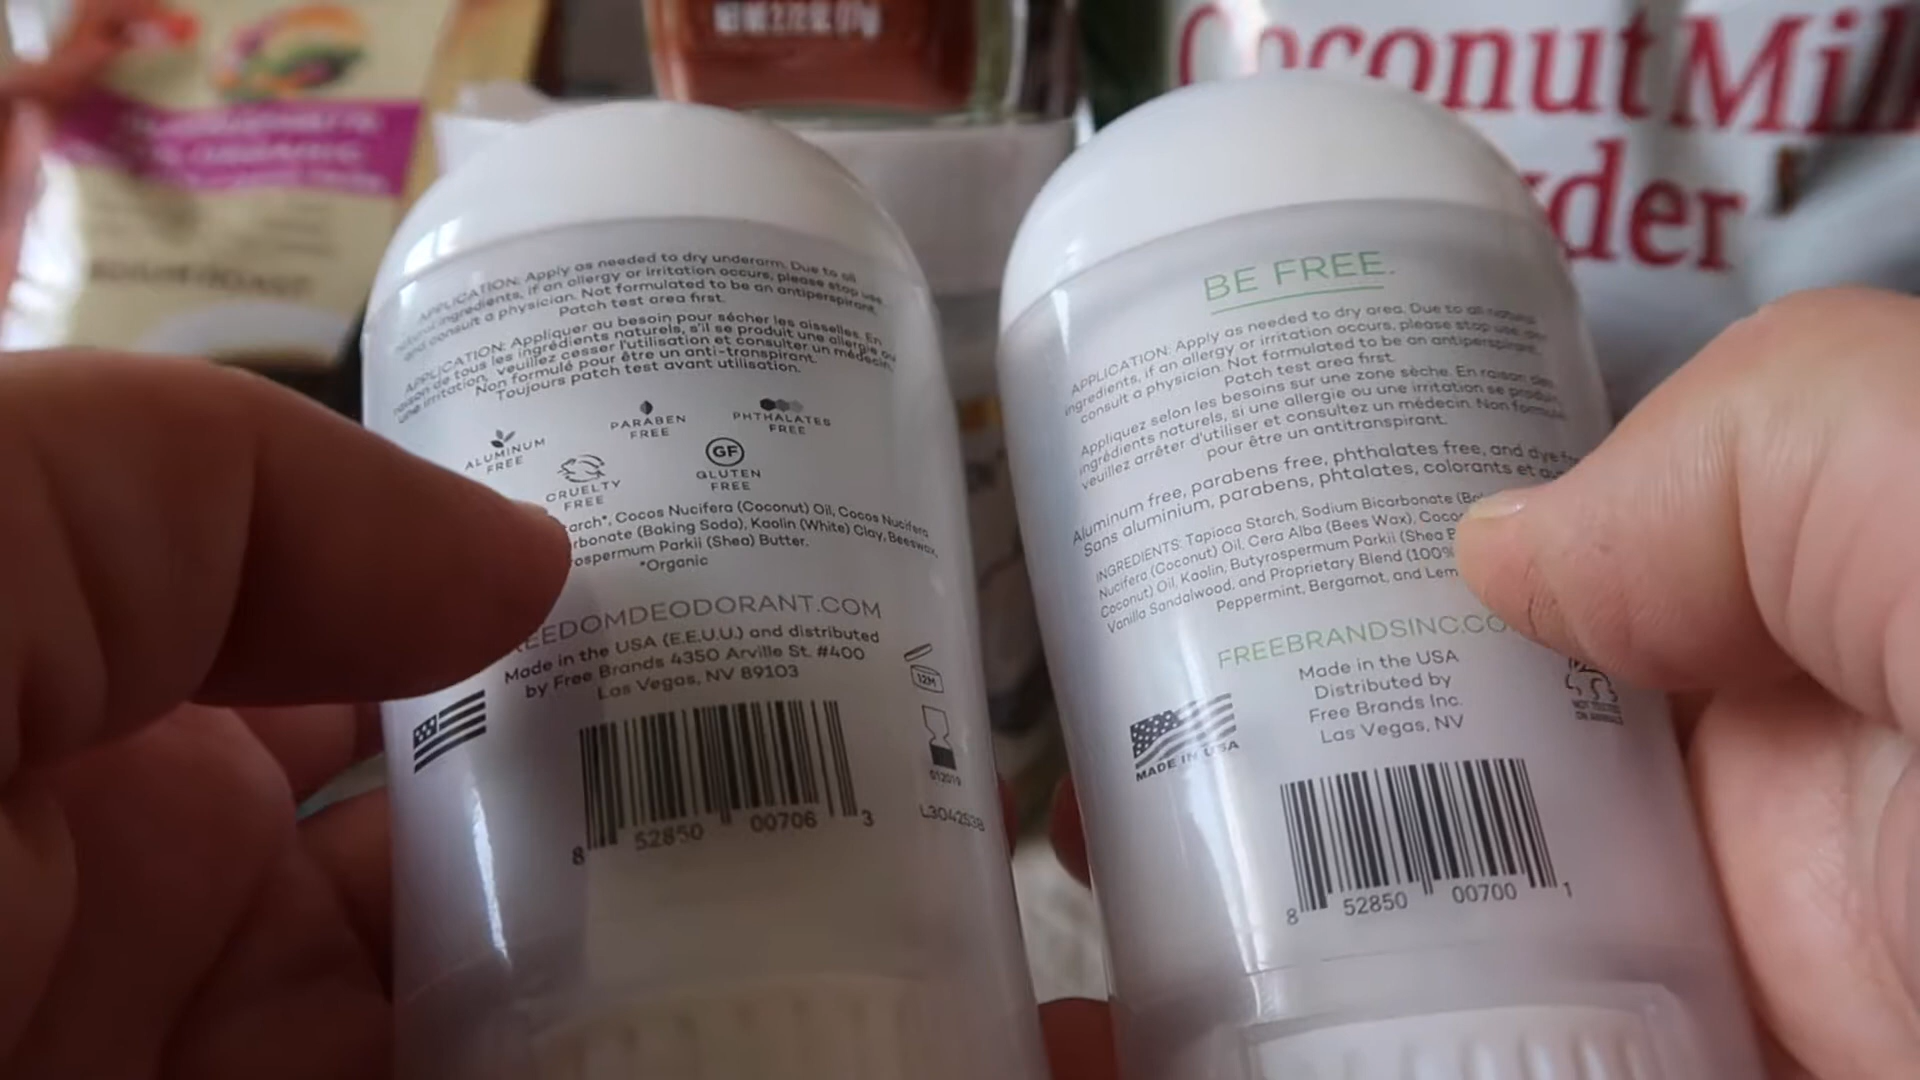 Coconut Mil
der
APPLICATION: Apply as needed to dry underarm. Due to all
natural ingredients, if an allergy or irritation occurs, please stop use
and consult a physician. Not formulated to be an antiperspirant.
Patch test area first.
APPLICATION: Appliquer au besoin pour sécher les aisselles. En
raison de tous les ingrédients naturels, s'il se produit une allergie ou
une irritation, veuillez cesser l'utilisation et consulter un médecin.
Non formulé pour être un anti-transpirant.
Toujours patch test avant utilisation.
ALUMINUM
FREE
PARABEN
FREE
PHTHALATES
FREE
CRUELTY
FREE
GF
GLUTEN
FREE
arch*, Cocos Nucifera (Coconut) Oil, Cocos Nucifera
rbonate (Baking Soda), Kaolin (White) Clay, Beeswax,
ospermum Parkii (Shea) Butter.
*Organic
EEDOMDEODORANT.COM
Made in the USA (E.E.U.U.) and distributed
by Free Brands 4350 Arville St. #400
Las Vegas, NV 89103
12M
012019
8 52850 00706 3
BE FREE.
APPLICATION: Apply as needed to dry area. Due to all natural
ingredients, if an allergy or irritation occurs, please stop use
consult a physician. Not formulated to be an antiperspirant.
Patch test area first.
Appliquez selon les besoins sur une zone sèche. En raison des
ingrédients naturels, si une allergie ou une irritation se produit,
veuillez arrêter d'utiliser et consultez un médecin. Non formulé
pour être un antitranspirant.
Aluminum free, parabens free, phthalates free, and dye
Sans aluminium, parabens, phtalates, colorants et
INGREDIENTS: Tapioca Starch, Sodium Bicarbonate
Nucifera (Coconut) Oil, Cera Alba (Bees Wax), Coco
Coconut) Oil, Kaolin, Butyrospermum Parkii (Shea
Vanilla Sandalwood, and Proprietary Blend (100%
Peppermint, Bergamot, and Lem
FREEBRANDSINC.CO
Made in the USA
Distributed by
Free Brands Inc.
Las Vegas, NV
MADE IN USA
NOT TESTED
ON ANIMALS
8 52850 00700 1